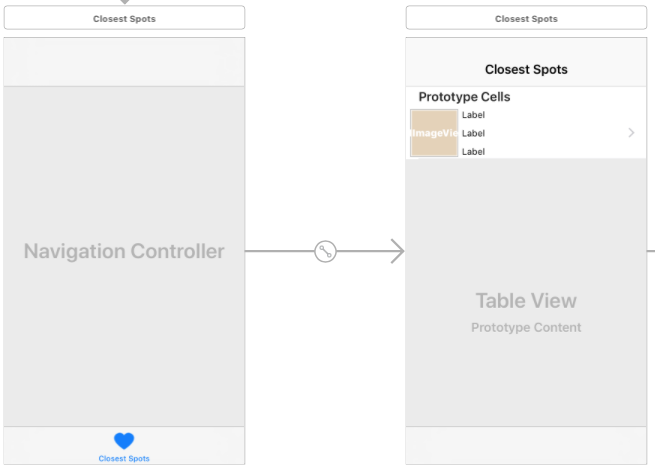 Closest Spots
Closest Spots
Closest Spots
Prototype Cells
Label
ImageVie
Label
Label
Navigation Controller
Table View
Prototype Content
Closest Spots